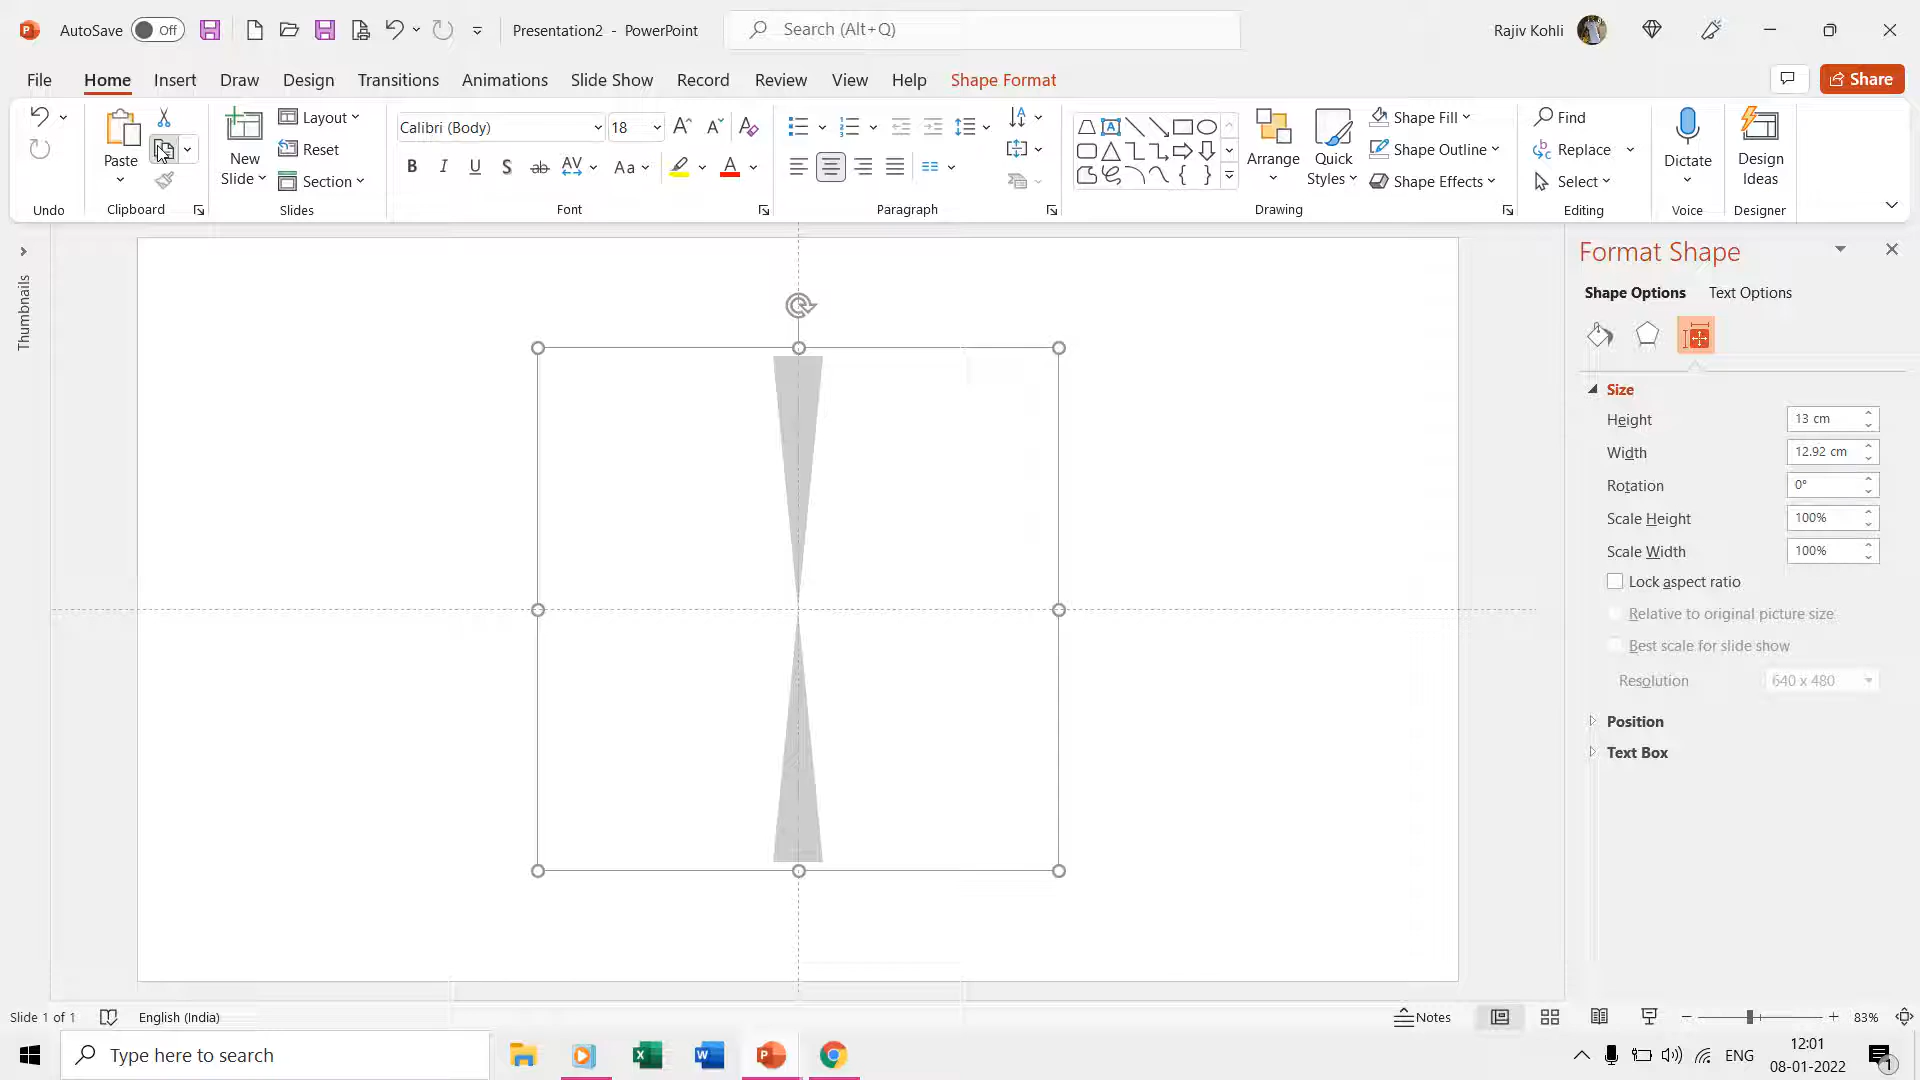 AutoSave Off Presentation2 - PowerPoint Search (Alt+Q) Rajiv Kohli
File Home Insert Draw Design Transitions Animations Slide Show Record Review View Help Shape Format Share
Paste
Undo
Clipboard
New
Slide
Layout
Reset
Section
Slides
Calibri (Body) 18
B I U S ab AV Aa A
Font
Paragraph
Arrange
Quick
Styles
Shape Fill
Shape Outline
Shape Effects
Drawing
Find
Replace
Select
Editing
Dictate
Voice
Design
Ideas
Designer
Thumbnails
Format Shape
Shape Options Text Options
Size
Height 13 cm
Width 12.92 cm
Rotation 0°
Scale Height 100%
Scale Width 100%
Lock aspect ratio
Relative to original picture size
Best scale for slide show
Resolution 640 x 480
Position
Text Box
Slide 1 of 1 English (India) Notes 83%
Type here to search
ENG
12:01
08-01-2022
1